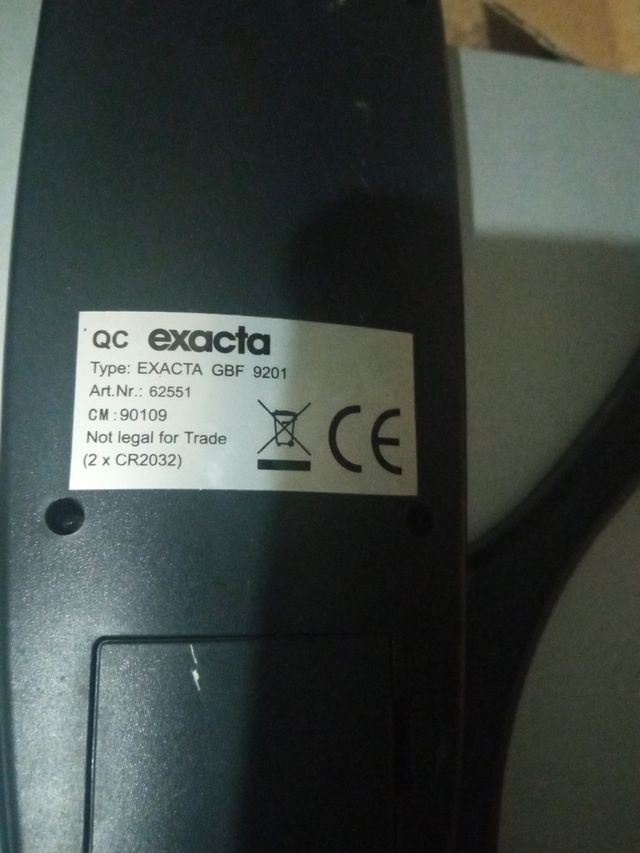 QC exacta
Type: EXACTA GBF 9201
Art.Nr.: 62551
CM : 90109
Not legal for Trade
(2 x CR2032)
CE